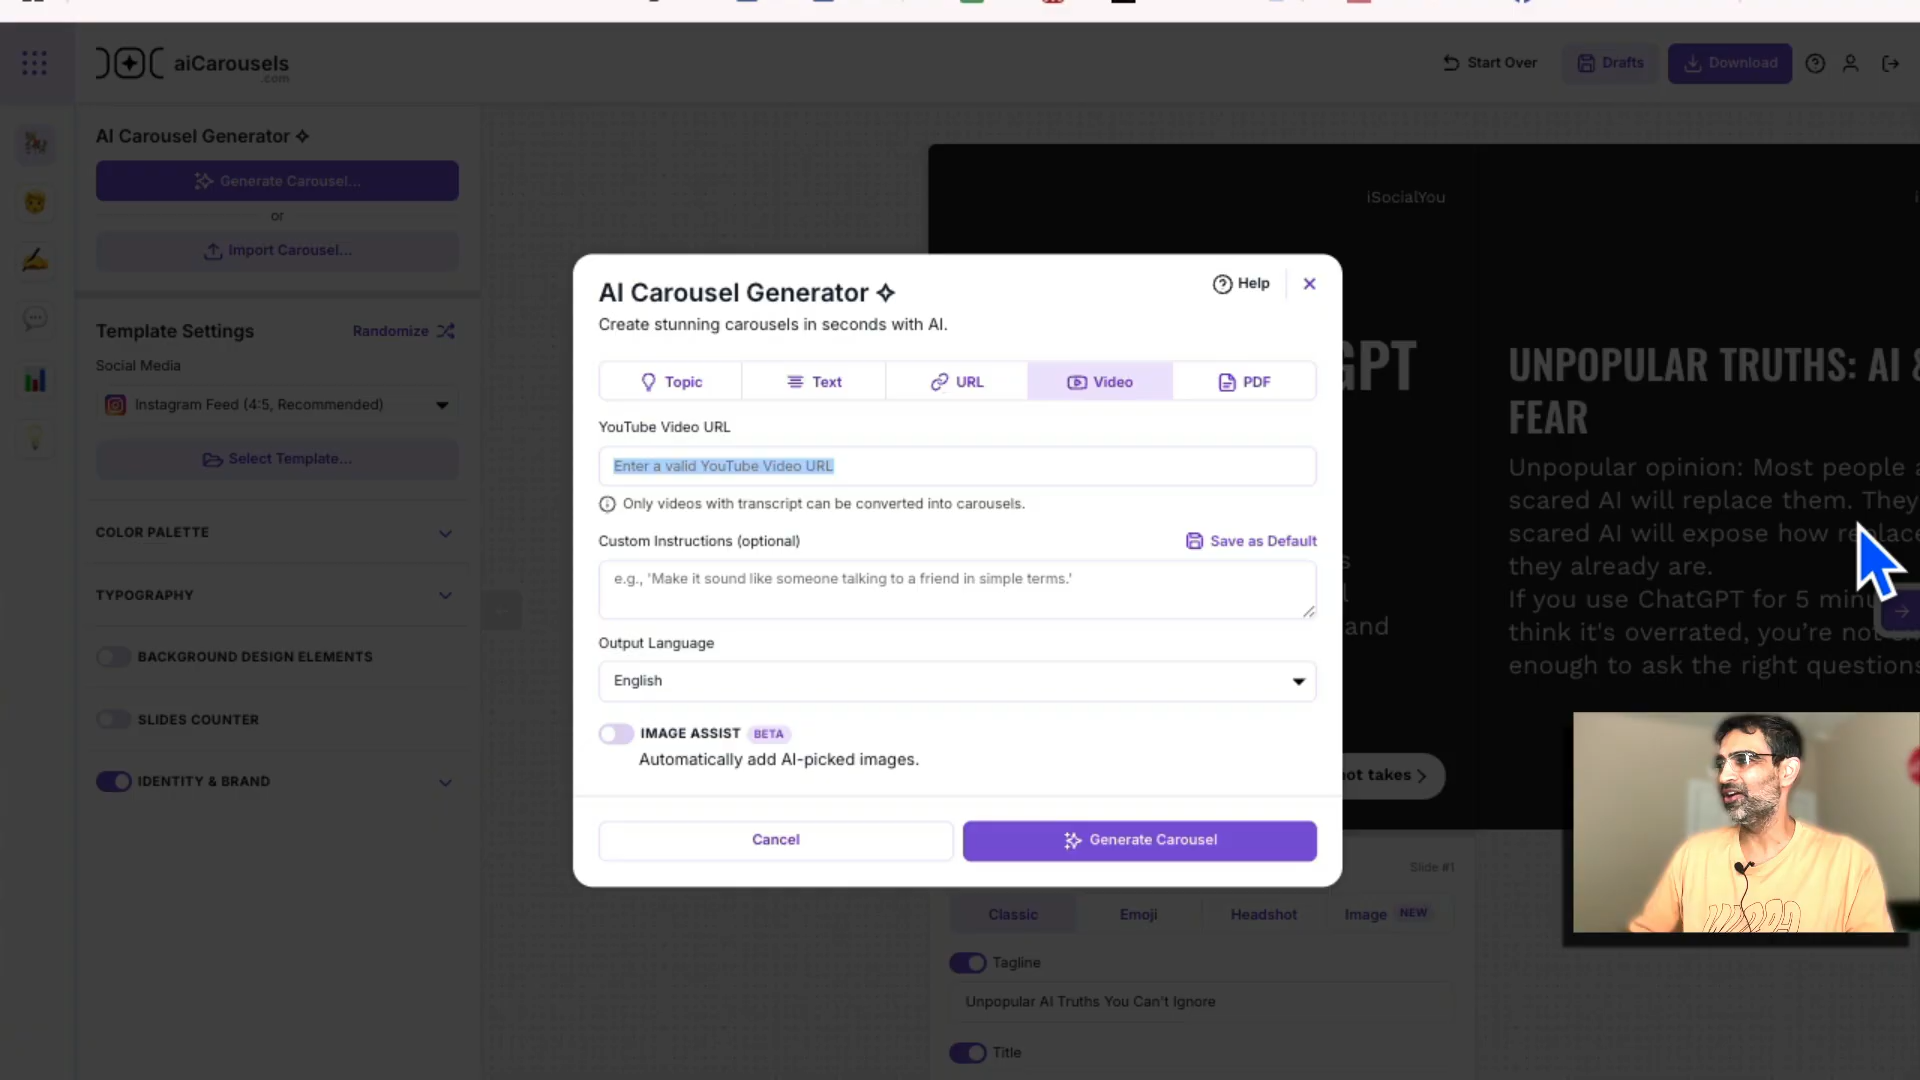 aiCarousels
.com
Start Over
Drafts
Download
AI Carousel Generator
Generate Carousel...
or
Import Carousel...
Template Settings
Randomize
Social Media
Instagram Feed (4:5, Recommended)
Select Template...
COLOR PALETTE
TYPOGRAPHY
BACKGROUND DESIGN ELEMENTS
SLIDES COUNTER
IDENTITY & BRAND
AI Carousel Generator
Help
Create stunning carousels in seconds with AI.
Topic
Text
URL
Video
PDF
YouTube Video URL
Enter a valid YouTube Video URL
Only videos with transcript can be converted into carousels.
Custom Instructions (optional)
Save as Default
e.g., 'Make it sound like someone talking to a friend in simple terms.'
Output Language
English
IMAGE ASSIST BETA
Automatically add AI-picked images.
Cancel
Generate Carousel
iSocialYou
GPT
and
hot takes
UNPOPULAR TRUTHS: AI &
FEAR
Unpopular opinion: Most people a
scared AI will replace them. They
scared AI will expose how replace
they already are.
If you use ChatGPT for 5 minu
think it's overrated, you're not
enough to ask the right questions
Slide #1
Classic
Emoji
Headshot
Image NEW
Tagline
Unpopular AI Truths You Can't Ignore
Title